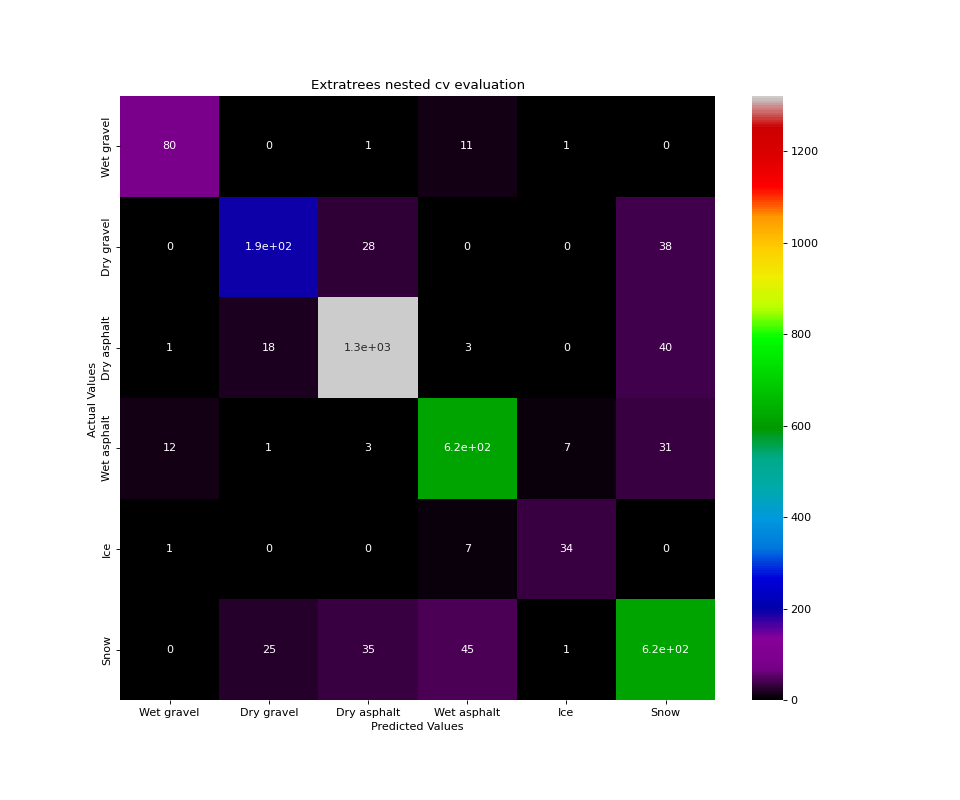 Extratrees nested cv evaluation
Actual Values
Wet gravel 80 0 1 11 1 0
Dry gravel 0 1.9e+02 28 0 0 38
Dry asphalt 1 18 1.3e+03 3 0 40
Wet asphalt 12 1 3 6.2e+02 7 31
Ice 1 0 0 7 34 0
Snow 0 25 35 45 1 6.2e+02
Wet gravel Dry gravel Dry asphalt Wet asphalt Ice Snow
Predicted Values
1200
1000
800
600
400
200
0